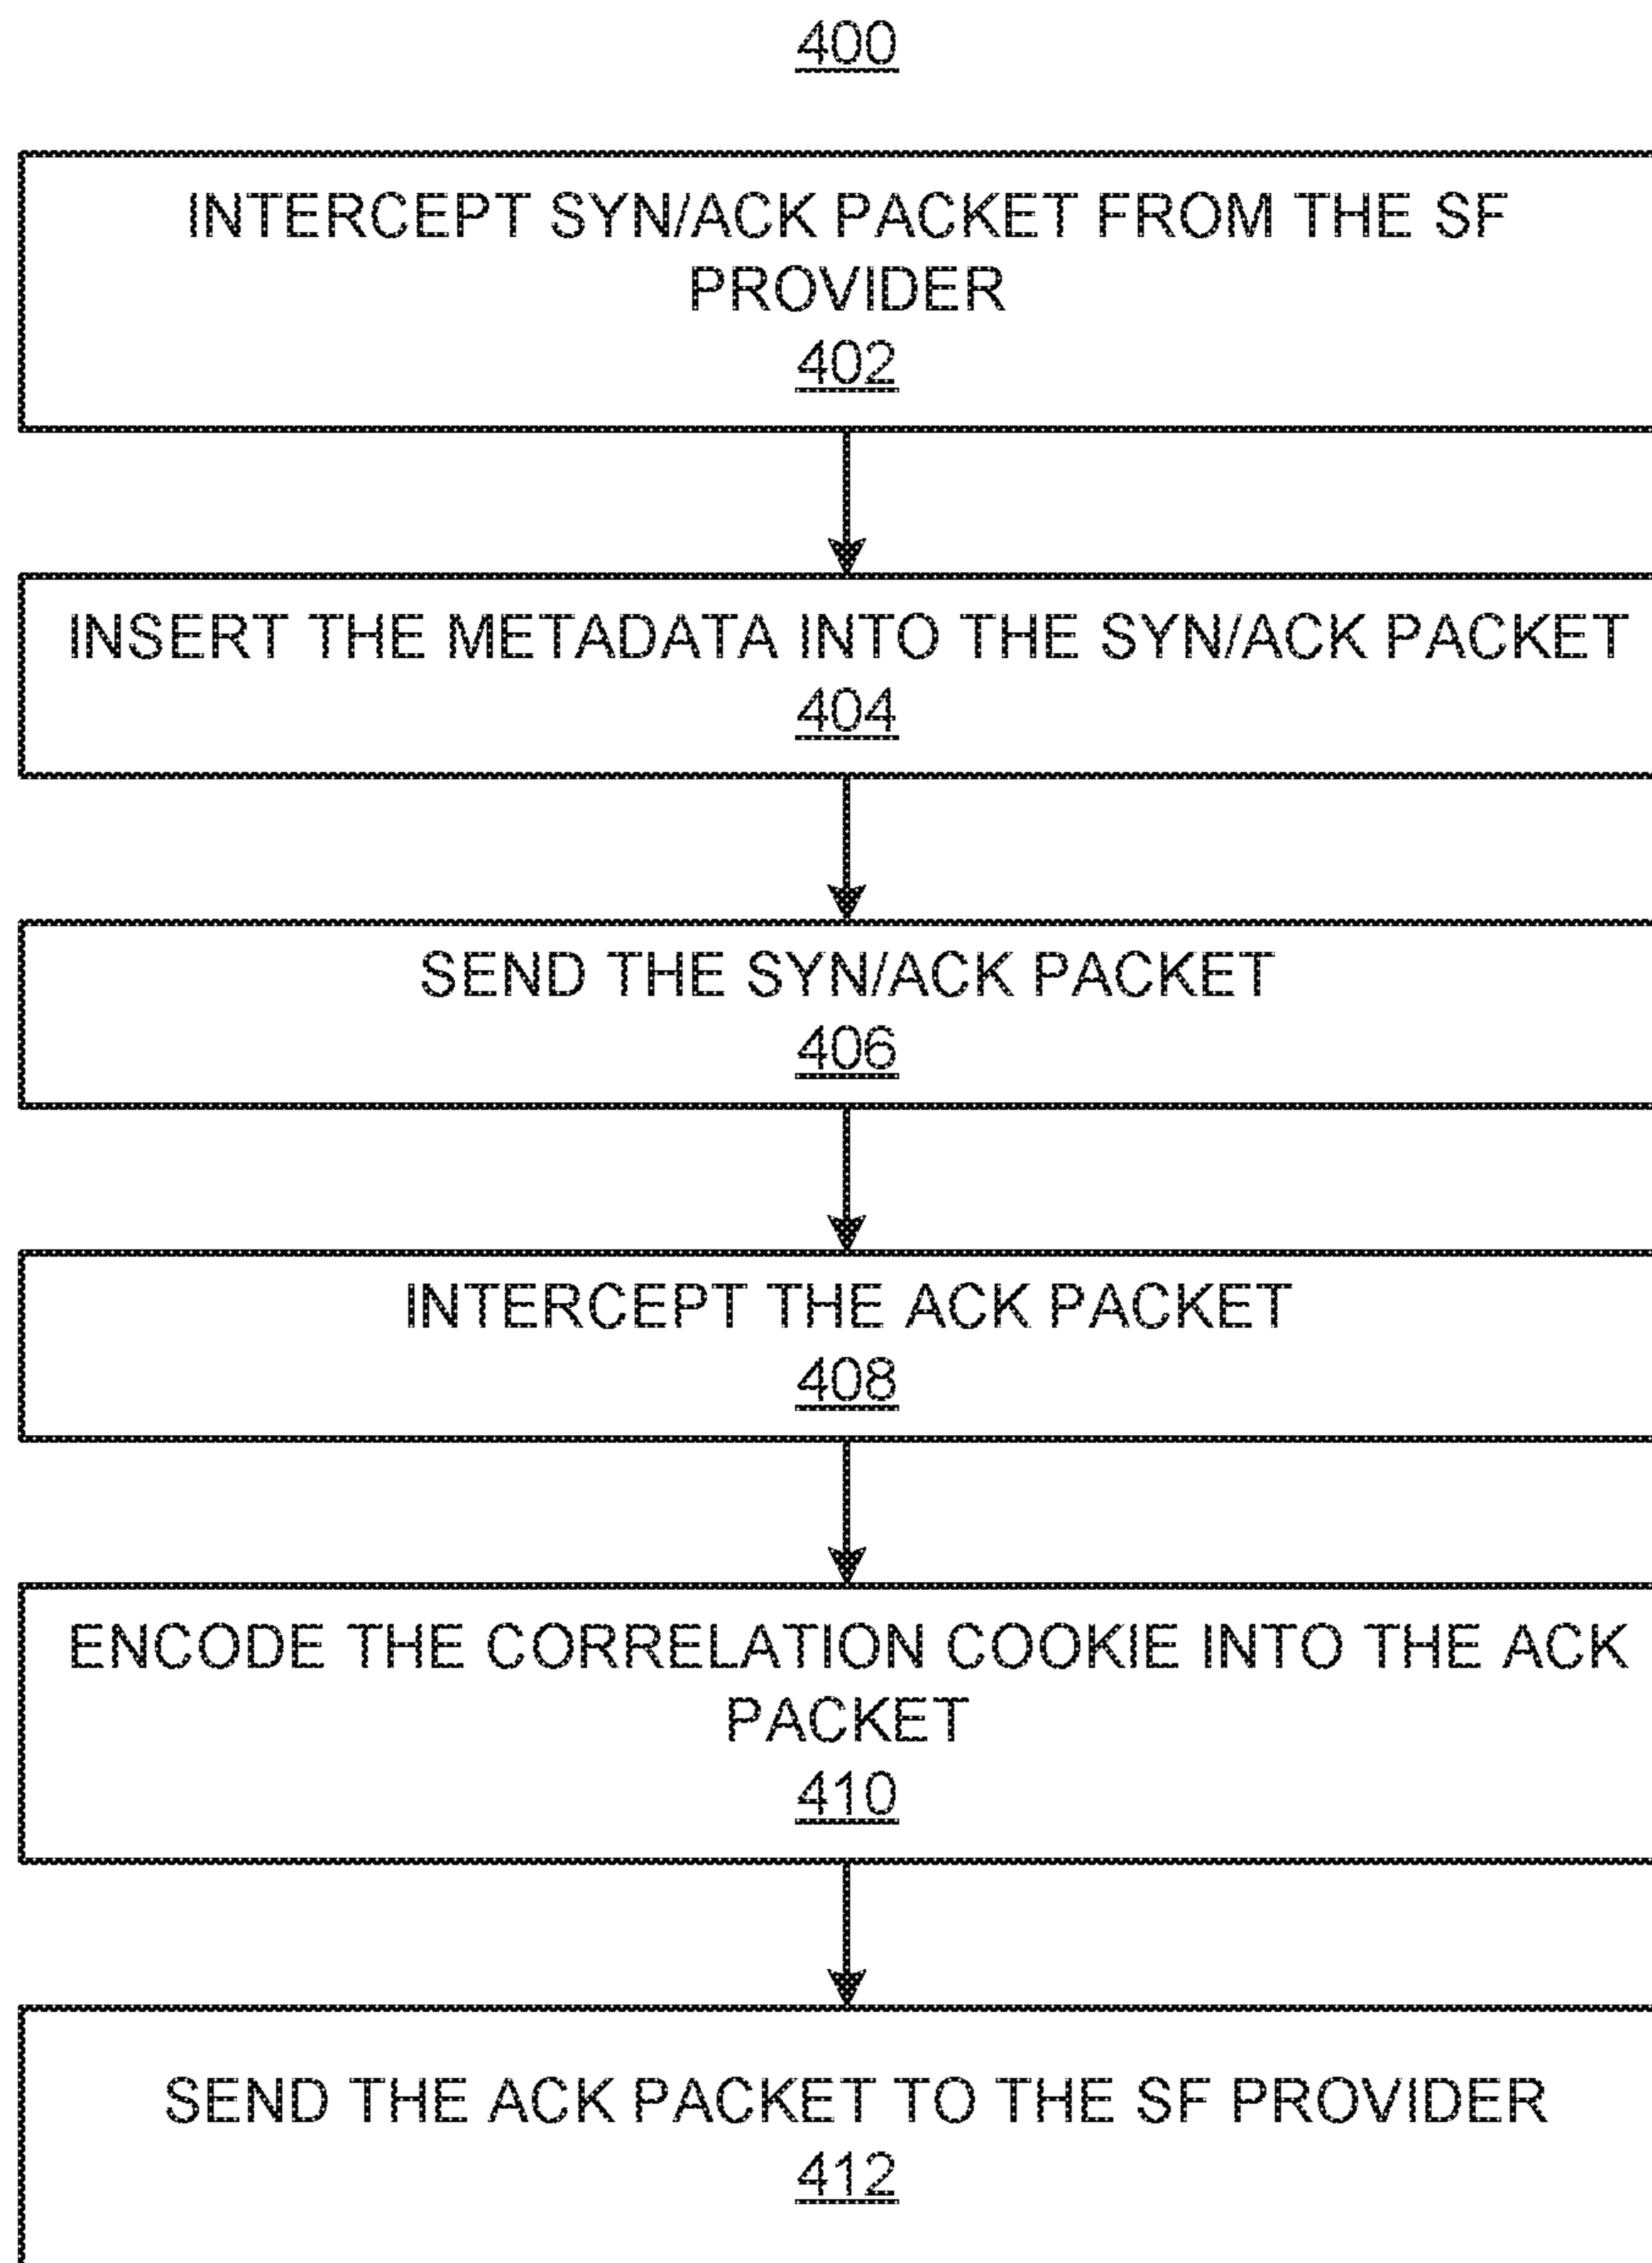 400
INTERCEPT SYN/ACK PACKET FROM THE SF
PROVIDER
402
INSERT THE METADATA INTO THE SYN/ACK PACKET
404
SEND THE SYN/ACK PACKET
406
INTERCEPT THE ACK PACKET
408
ENCODE THE CORRELATION COOKIE INTO THE ACK
PACKET
410
SEND THE ACK PACKET TO THE SF PROVIDER
412